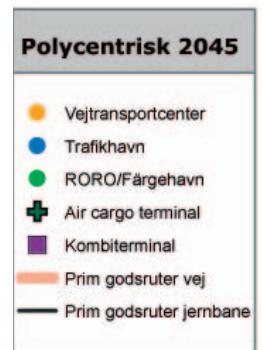 Polycentrisk 2045
Vejtransportcenter
Trafikhavn
RORO/Färgehavn
Air cargo terminal
Kombiterminal
Prim godsruter vej
Prim godsruter jernbane